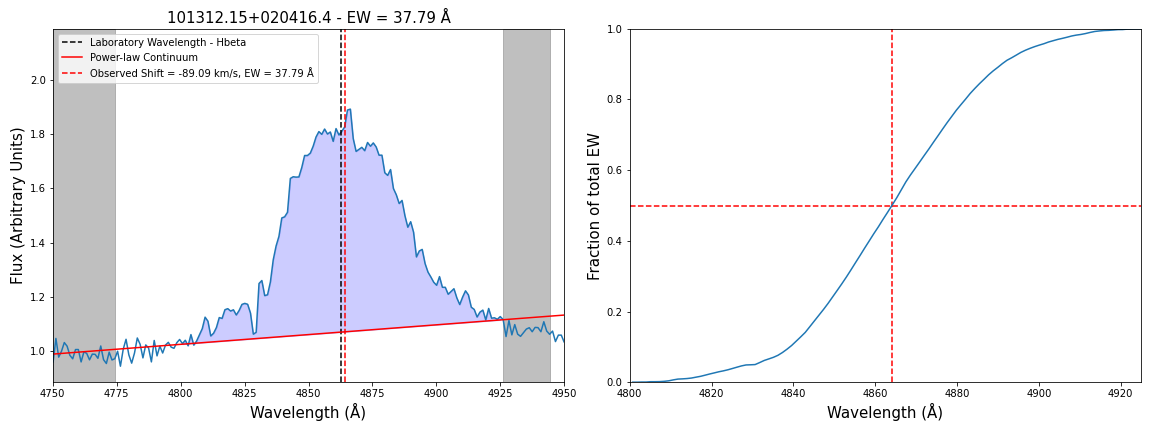 101312.15+020416.4 - EW = 37.79 Å
Laboratory Wavelength - Hbeta
Power-law Continuum
Observed Shift = -89.09 km/s, EW = 37.79 Å
Flux (Arbitrary Units)
2.0
1.8
1.6
1.4
1.2
1.0
4750 4775 4800 4825 4850 4875 4900 4925 4950
Wavelength (Å)
Fraction of total EW
1.0
0.8
0.6
0.4
0.2
0.0
4800 4820 4840 4860 4880 4900 4920
Wavelength (Å)